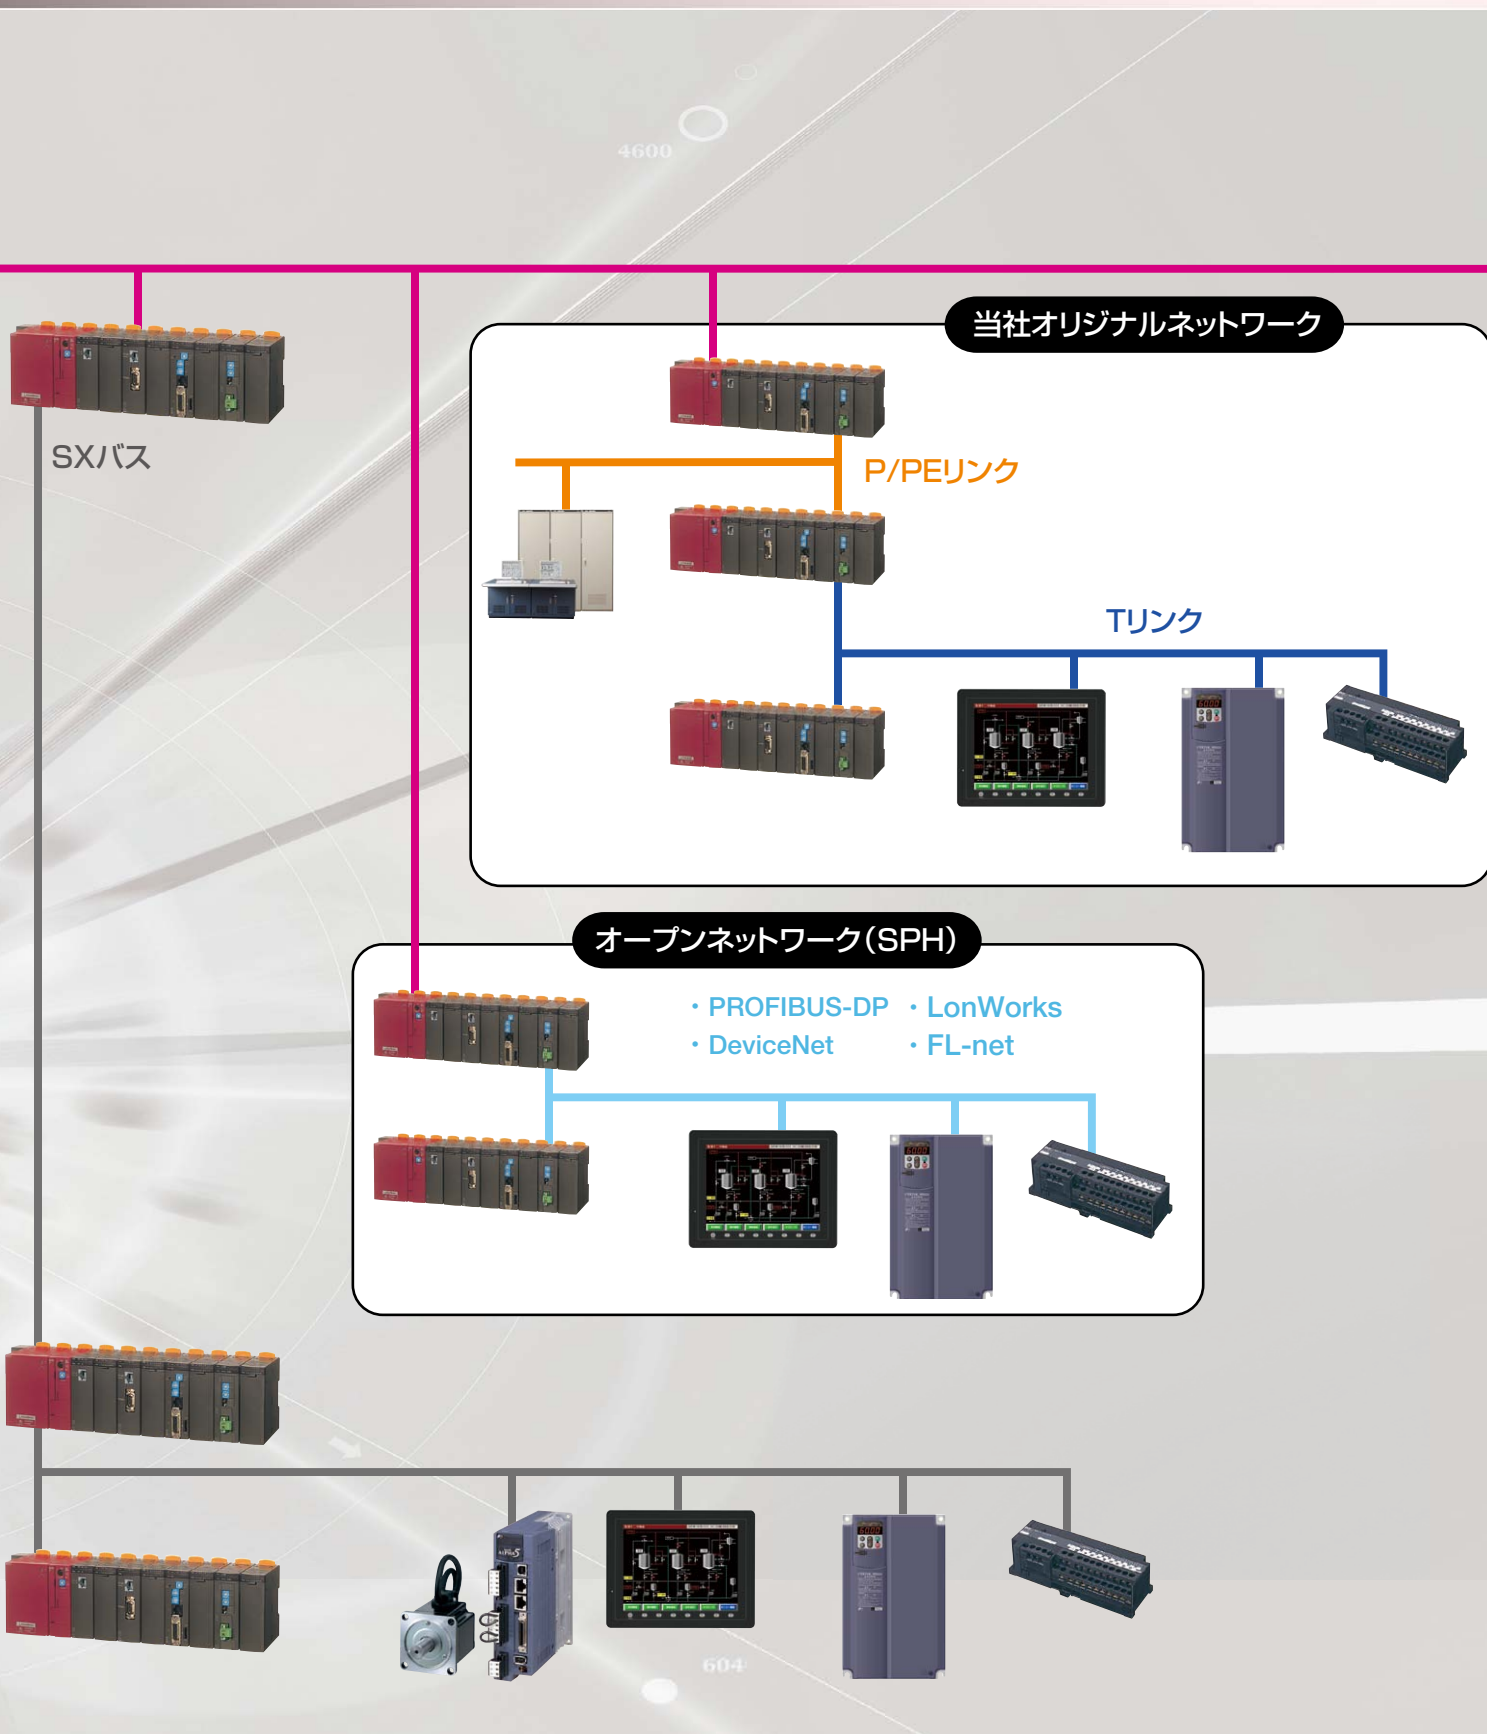 4600
当社オリジナルネットワーク
SXバス
P/PEリンク
Tリンク
オープンネットワーク（SPH）
・PROFIBUS-DP ・LonWorks
・DeviceNet ・FL-net
ALPHA5
604